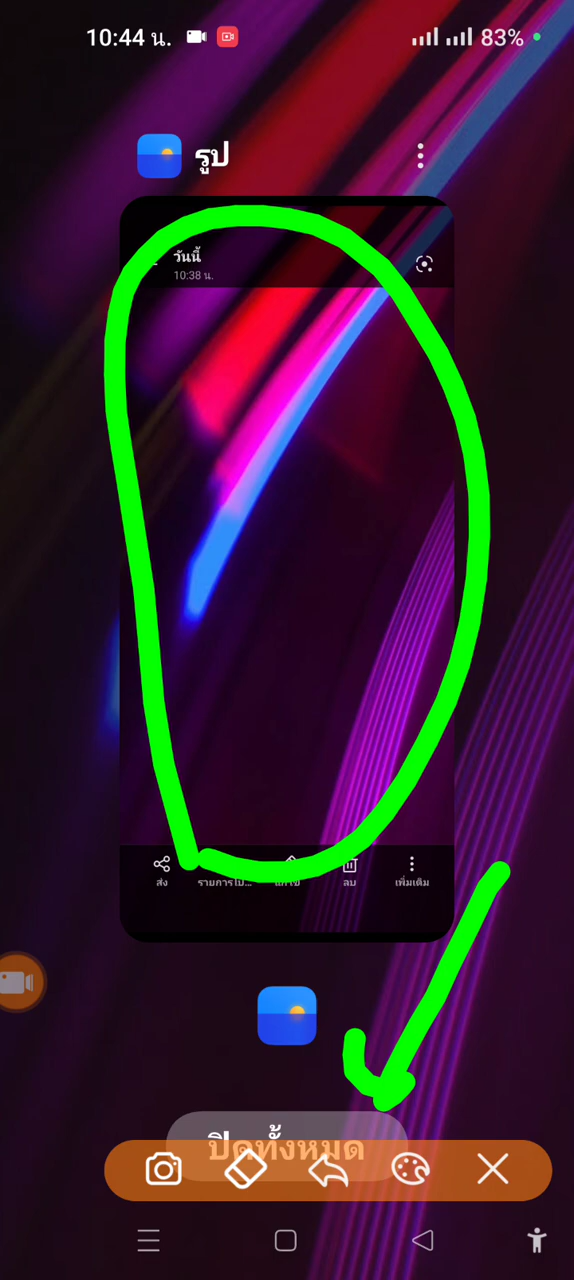 10:44 น.
83%
รูป
วันนี้
10:38 น.
ส่ง
ลบ
เพิ่มเติม
ปิดทั้งหมด